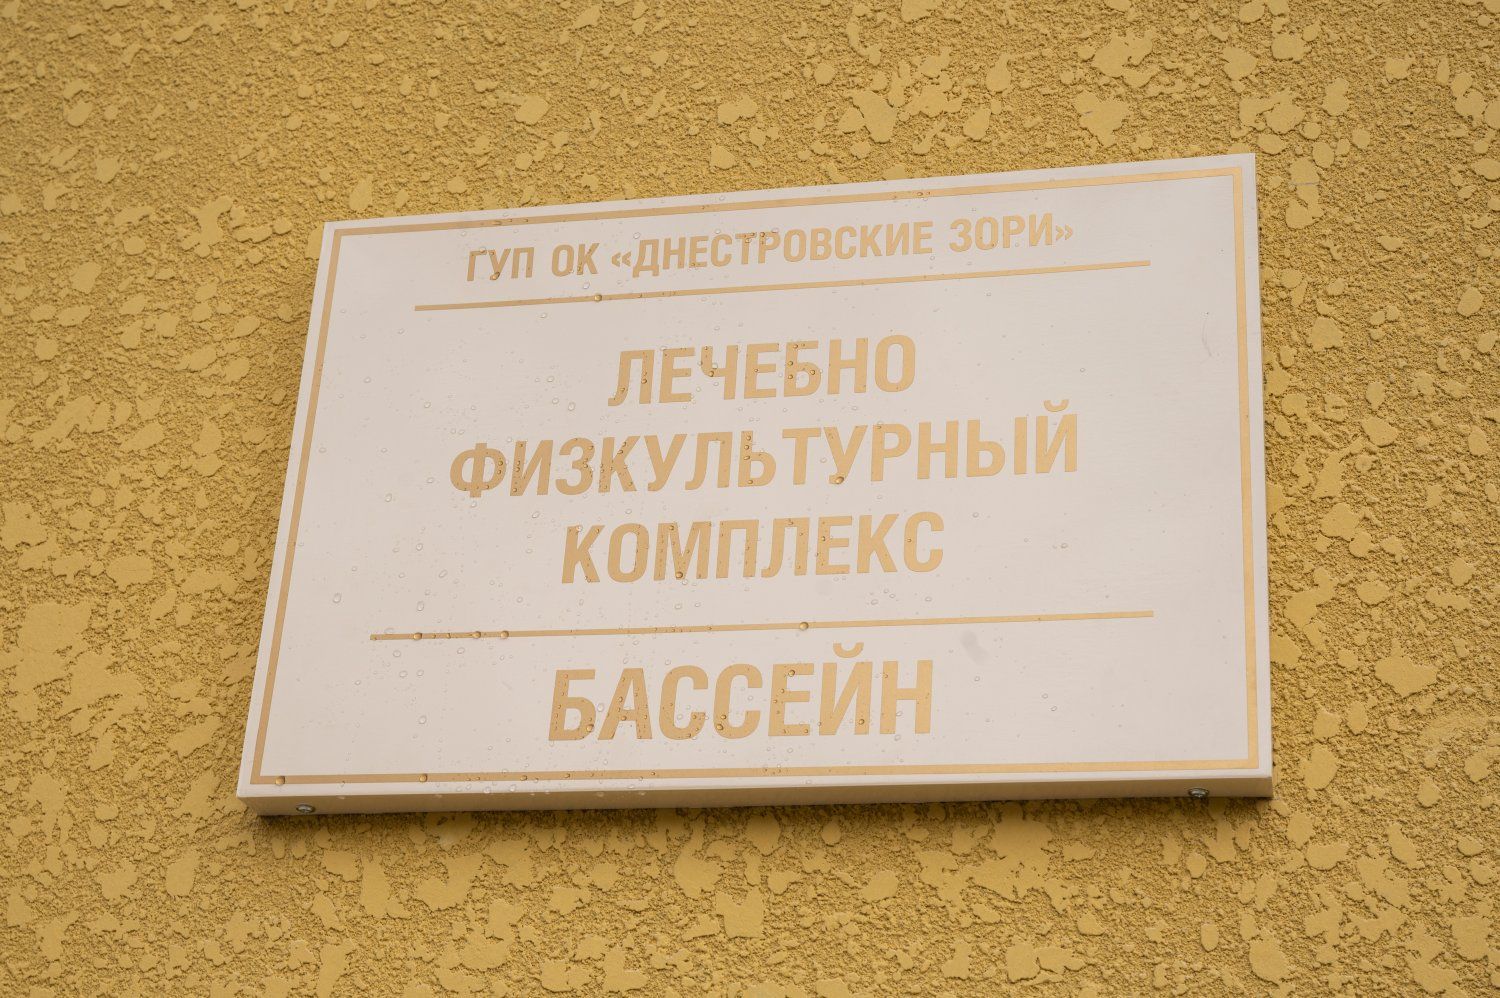 ГУП ОК «ДНЕСТРОВСКИЕ ЗОРИ»
ЛЕЧЕБНО
ФИЗКУЛЬТУРНЫЙ
КОМПЛЕКС
БАССЕЙН